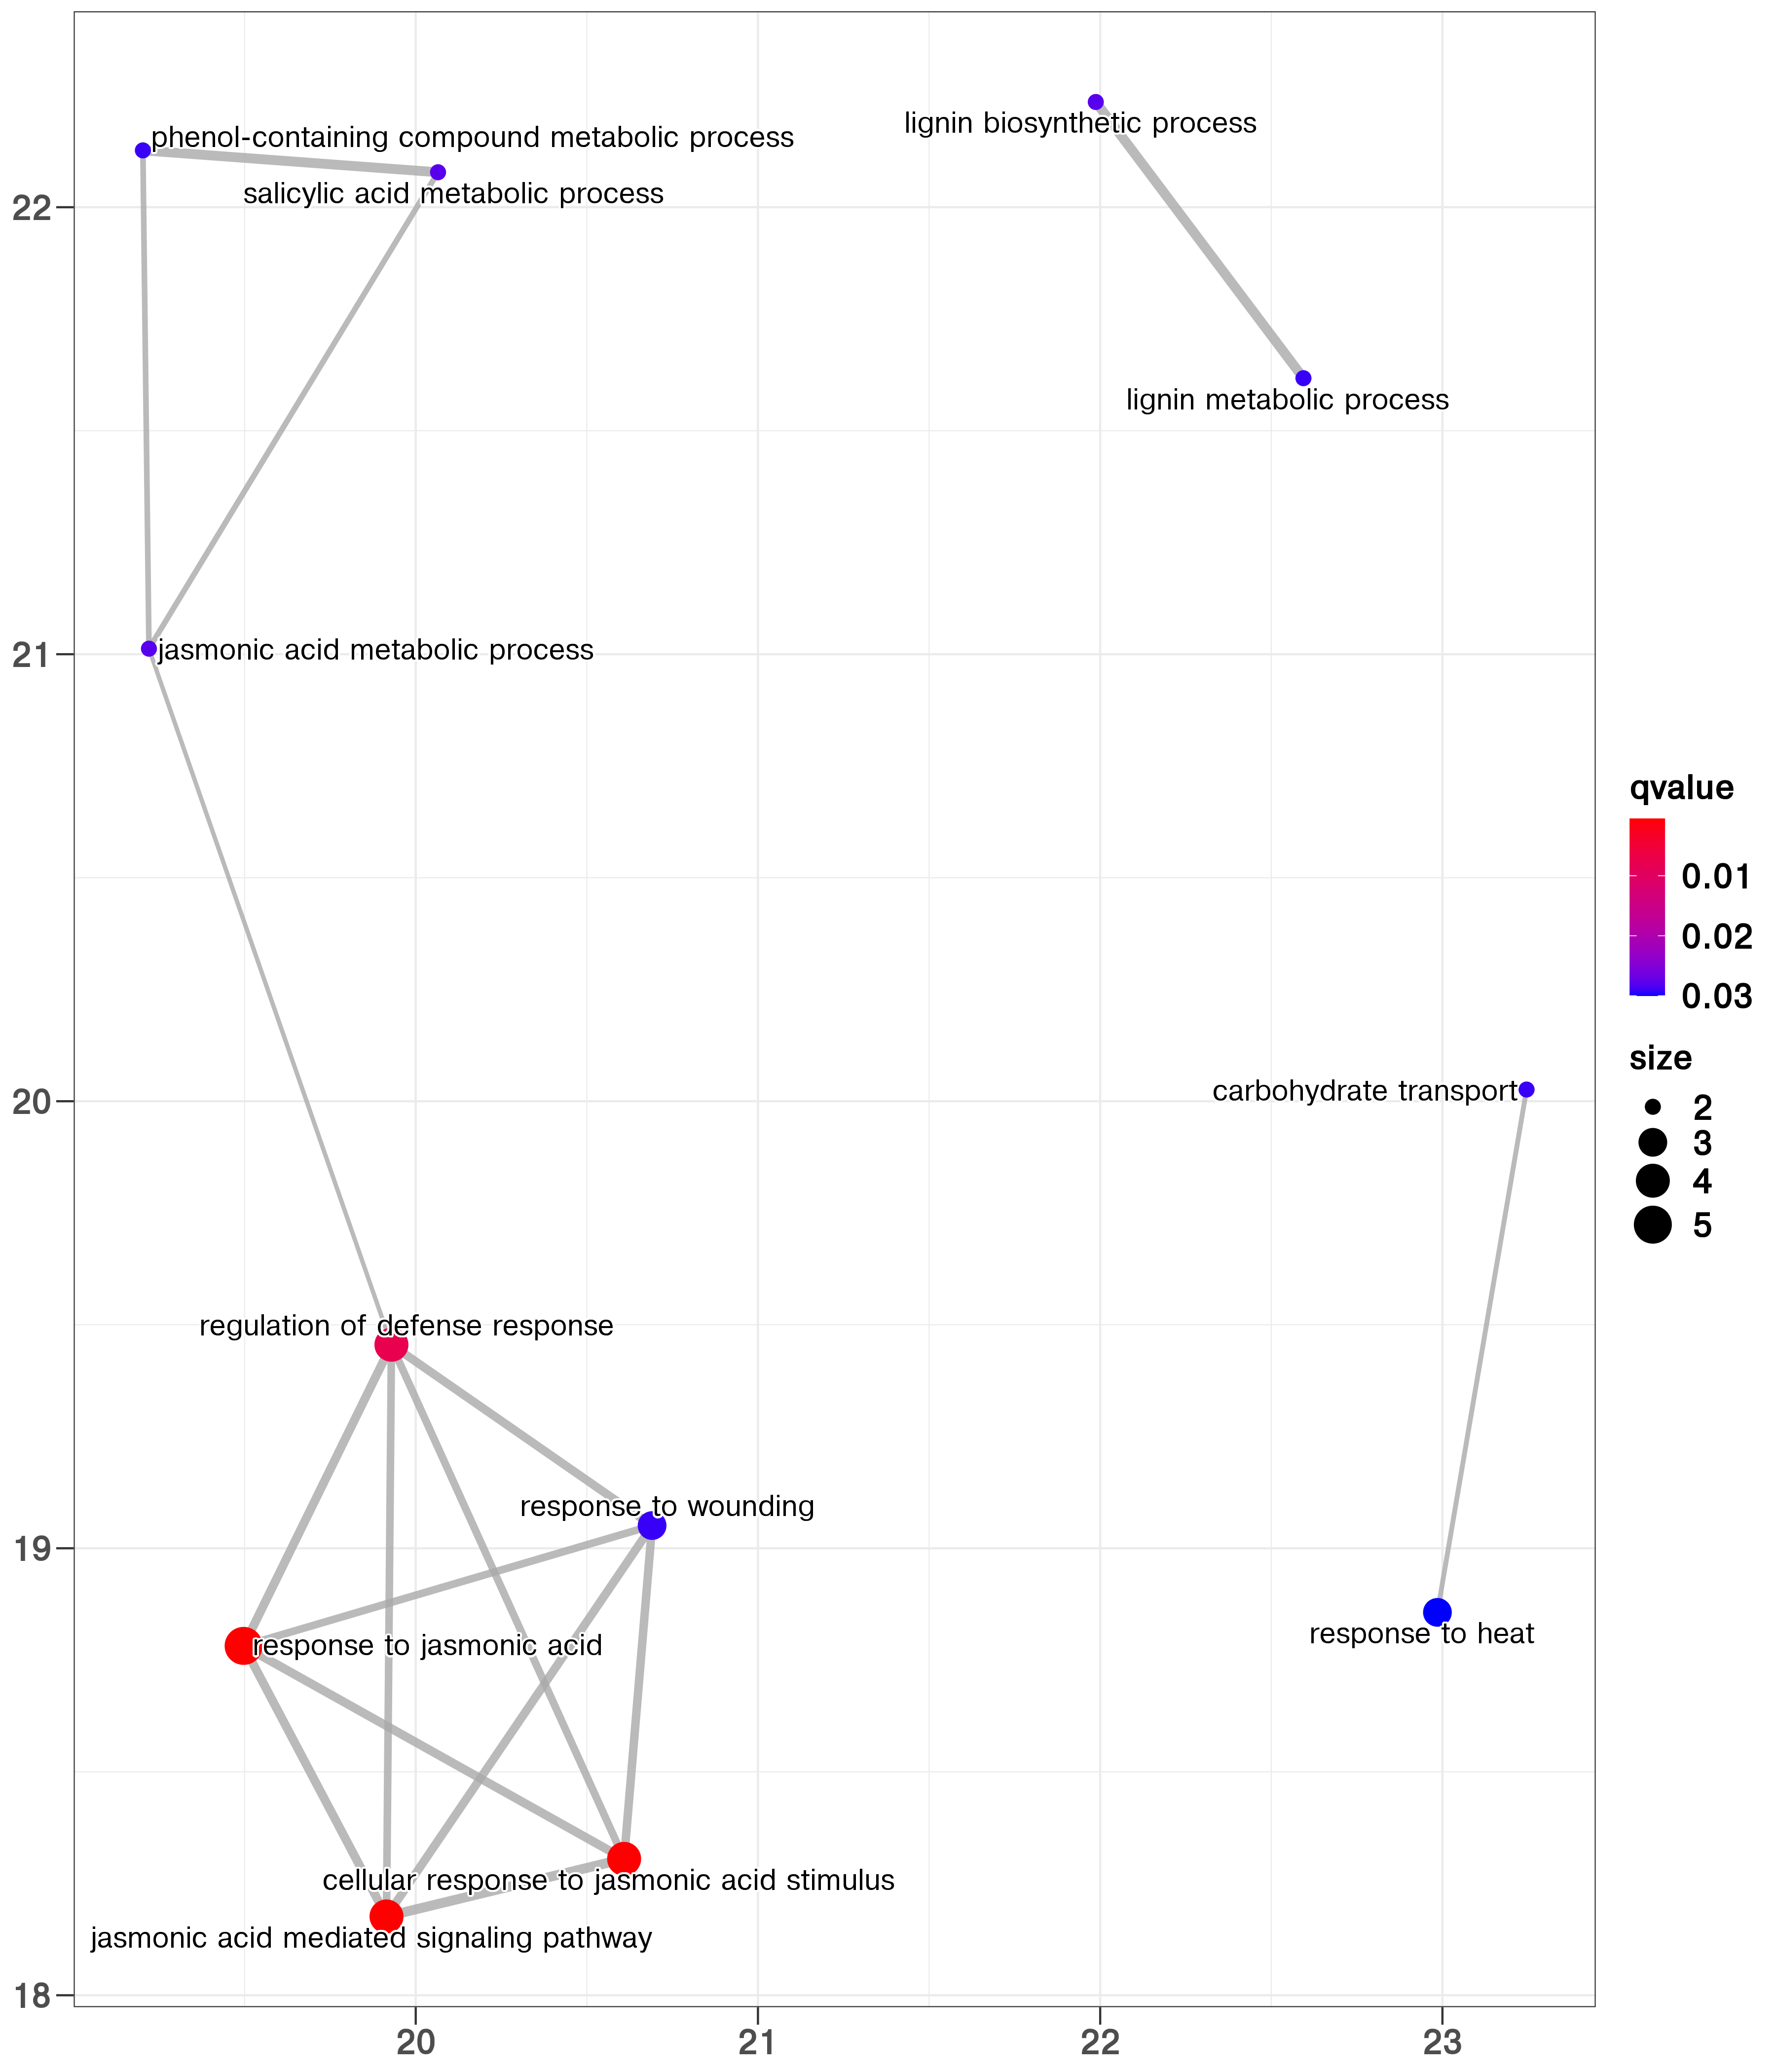 lignin biosynthetic process
phenol-containing compound metabolic process
salicylic acid metabolic process
22
lignin metabolic process
jasmonic acid metabolic process
21
qvalue
0.01
0.02
0.03
size
2
3
4
5
carbohydrate transport
20
regulation of defense response
response to wounding
19
response to heat
response to jasmonic acid
cellular response to jasmonic acid stimulus
jasmonic acid mediated signaling pathway
18
20 21 22 23